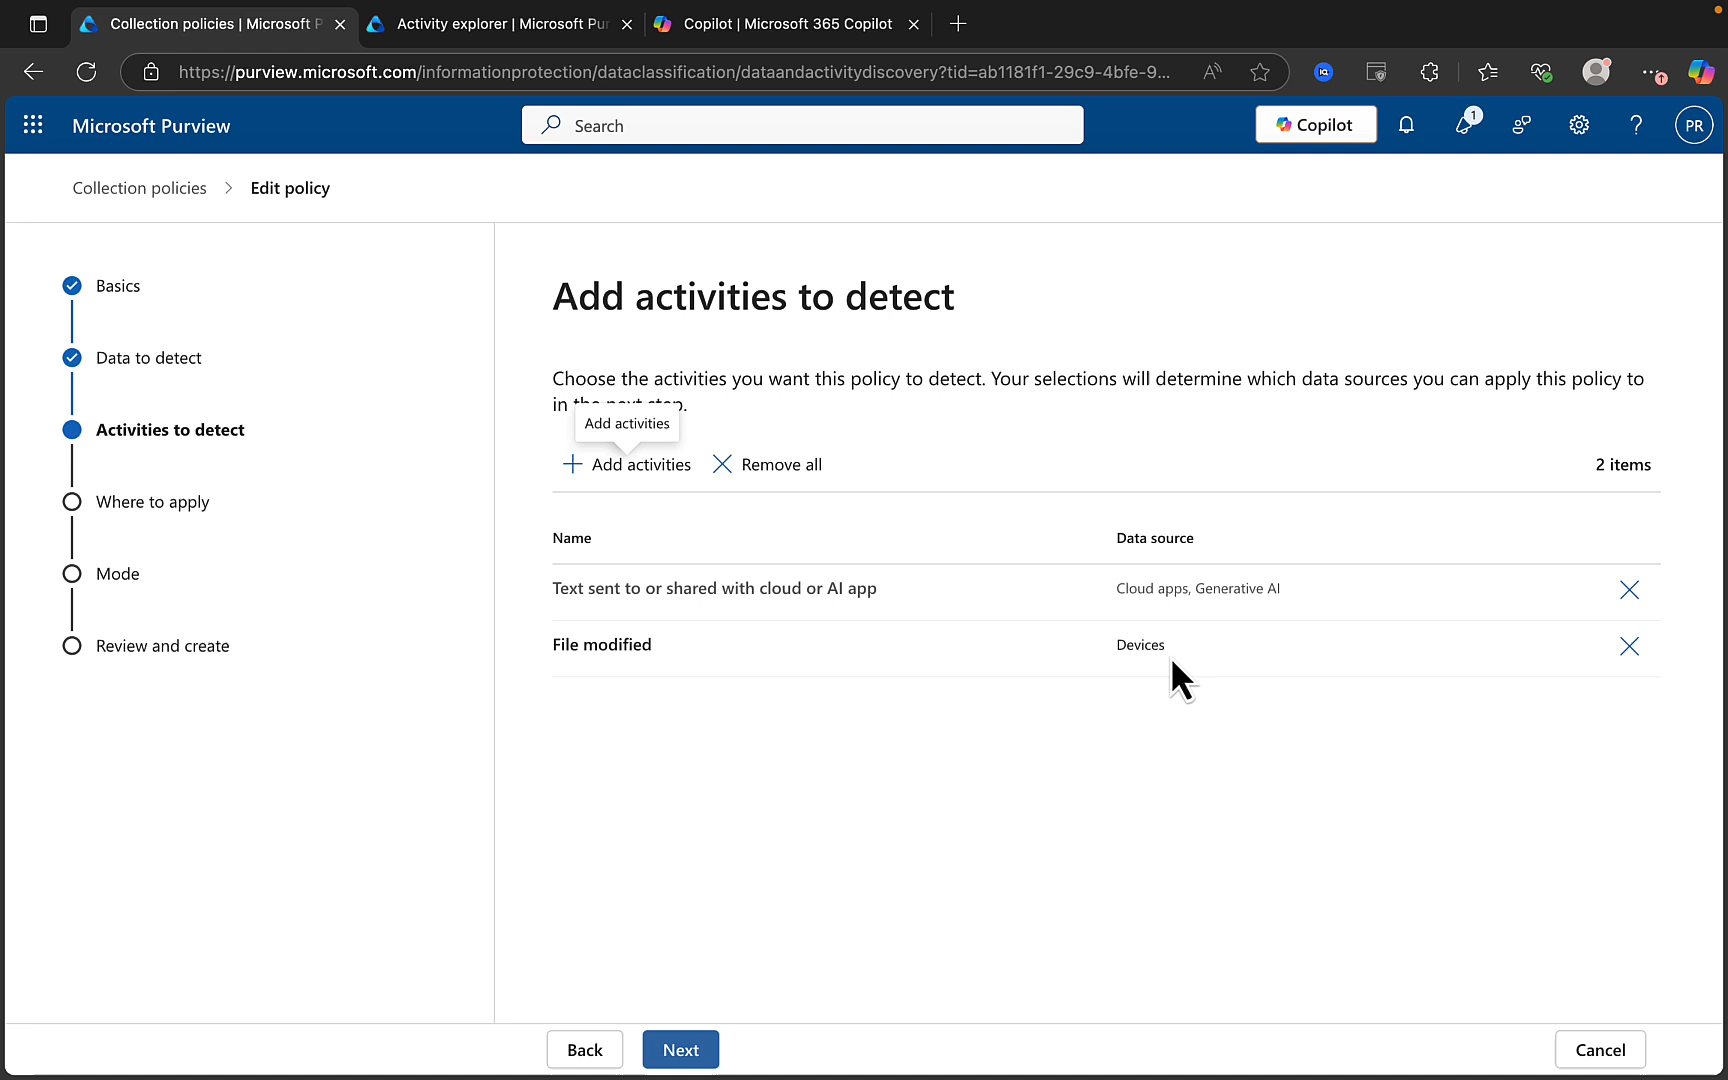 Collection policies | Microsoft P
Activity explorer | Microsoft Pur
Copilot | Microsoft 365 Copilot
https://purview.microsoft.com/informationprotection/dataclassification/dataandactivitydiscovery?tid=ab1181f1-29c9-4bfe-9...
Microsoft Purview
Search
Copilot
1
PR
Collection policies > Edit policy
Basics
Data to detect
Activities to detect
Where to apply
Mode
Review and create
Add activities to detect
Choose the activities you want this policy to detect. Your selections will determine which data sources you can apply this policy to
in the next step.
Add activities
Add activities
Remove all
2 items
Name
Data source
Text sent to or shared with cloud or AI app
Cloud apps, Generative AI
File modified
Devices
Back
Next
Cancel